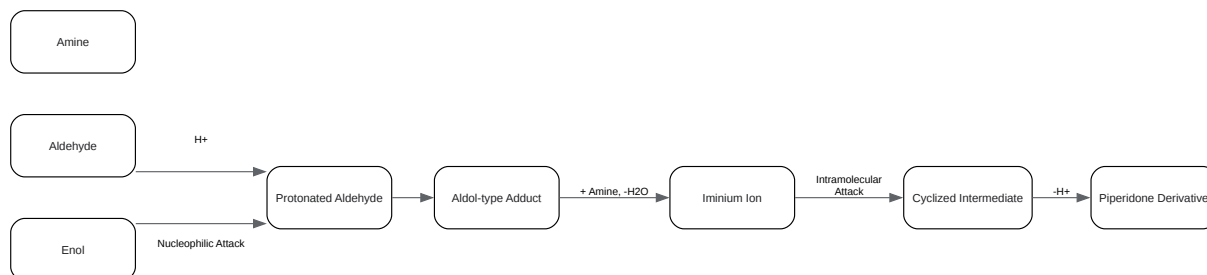 Amine
Aldehyde
H+
Protonated Aldehyde
Aldol-type Adduct
+ Amine, -H2O
Iminium Ion
Intramolecular
Attack
Cyclized Intermediate
-H+
Piperidone Derivative
Enol
Nucleophilic Attack